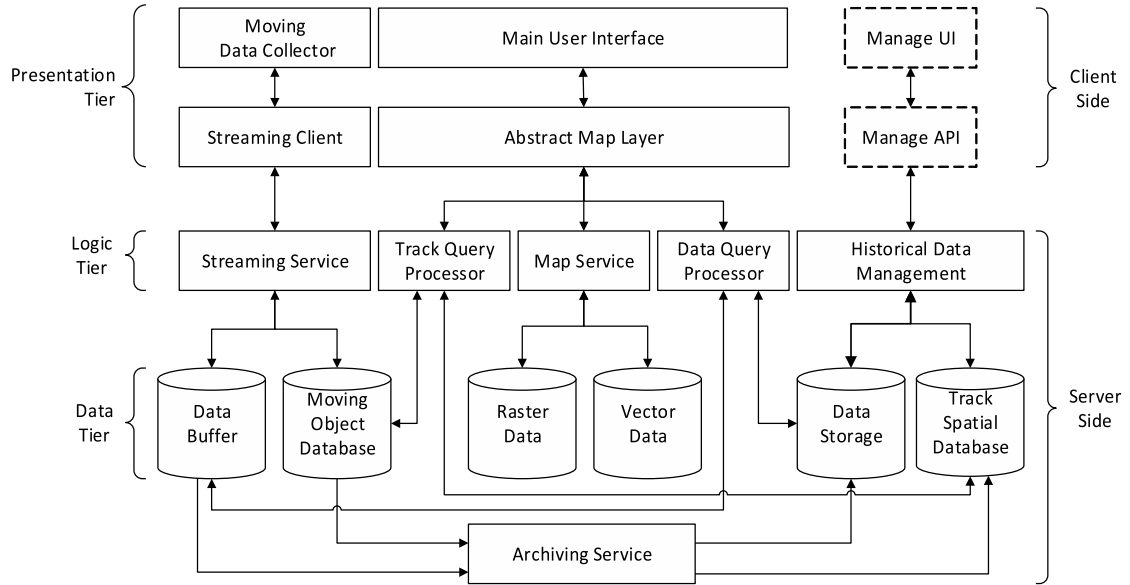 Moving
Data Collector
Main User Interface
Manage UI
Presentation
Tier
Client
Side
Streaming Client
Abstract Map Layer
Manage API
Logic
Tier
Streaming Service
Track Query
Processor
Map Service
Data Query
Processor
Historical Data
Management
Data
Tier
Data
Buffer
Moving
Object
Database
Raster
Data
Vector
Data
Data
Storage
Track
Spatial
Database
Server
Side
Archiving Service